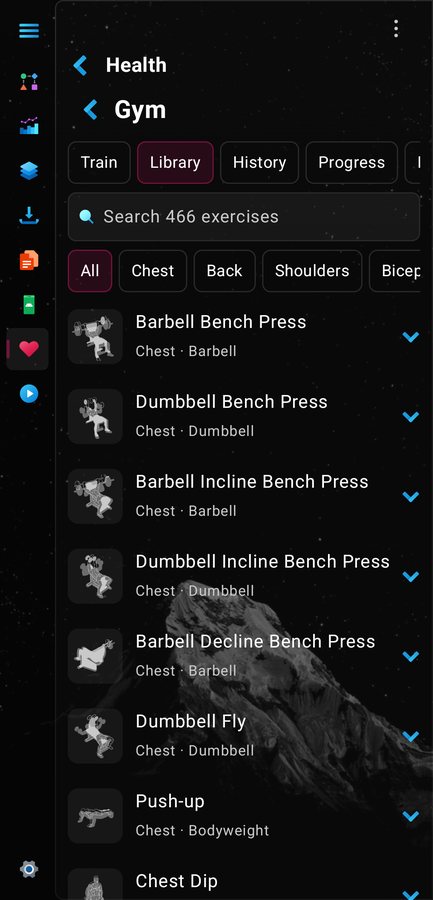 Health
Gym
Train Library History Progress
Search 466 exercises
All Chest Back Shoulders Bicep
Barbell Bench Press
Chest · Barbell
Dumbbell Bench Press
Chest · Dumbbell
Barbell Incline Bench Press
Chest · Barbell
Dumbbell Incline Bench Press
Chest · Dumbbell
Barbell Decline Bench Press
Chest · Barbell
Dumbbell Fly
Chest · Dumbbell
Push-up
Chest · Bodyweight
Chest Dip